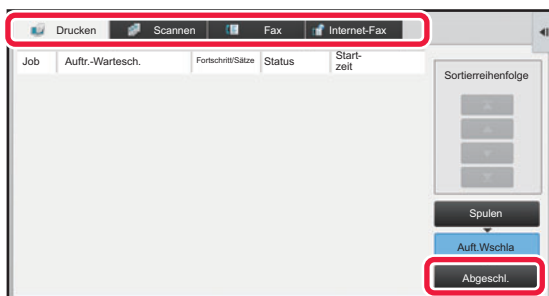 Drucken Scannen Fax Internet-Fax
Job Auftr.-Wartesch. Fortschritt/Sätze Status Start-
zeit
Sortierreihenfolge
Spulen
Auft.Wschla
Abgeschl.